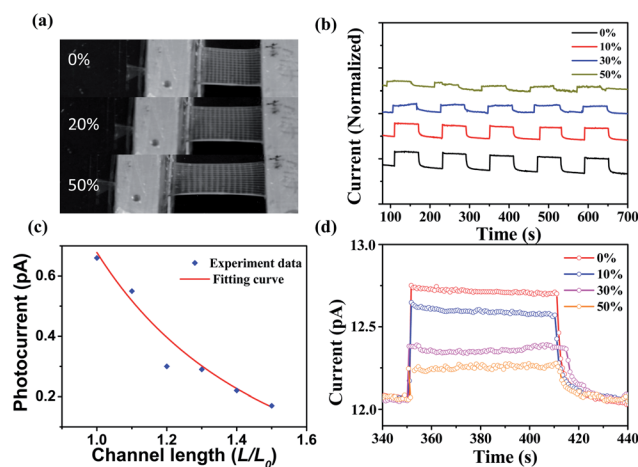 (a)
0%
20%
50%
(b)
Current (Normalized)
0%
10%
30%
50%
100 200 300 400 500 600 700
Time (s)
(c)
Photocurrent (pA)
0.6
0.4
0.2
Experiment data
Fitting curve
1.0 1.2 1.4 1.6
Channel length (L/L0)
(d)
Current (pA)
13.0
12.5
12.0
0%
10%
30%
50%
340 360 380 400 420 440
Time (s)